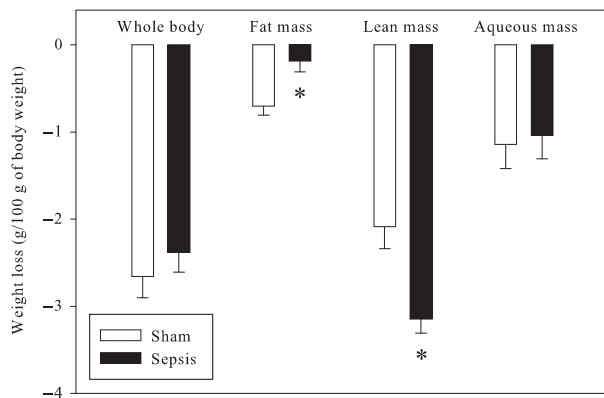 Whole body Fat mass Lean mass Aqueous mass
Weight loss (g/100 g of body weight)
0
−1
*
−2
−3
*
−4
Sham
Sepsis